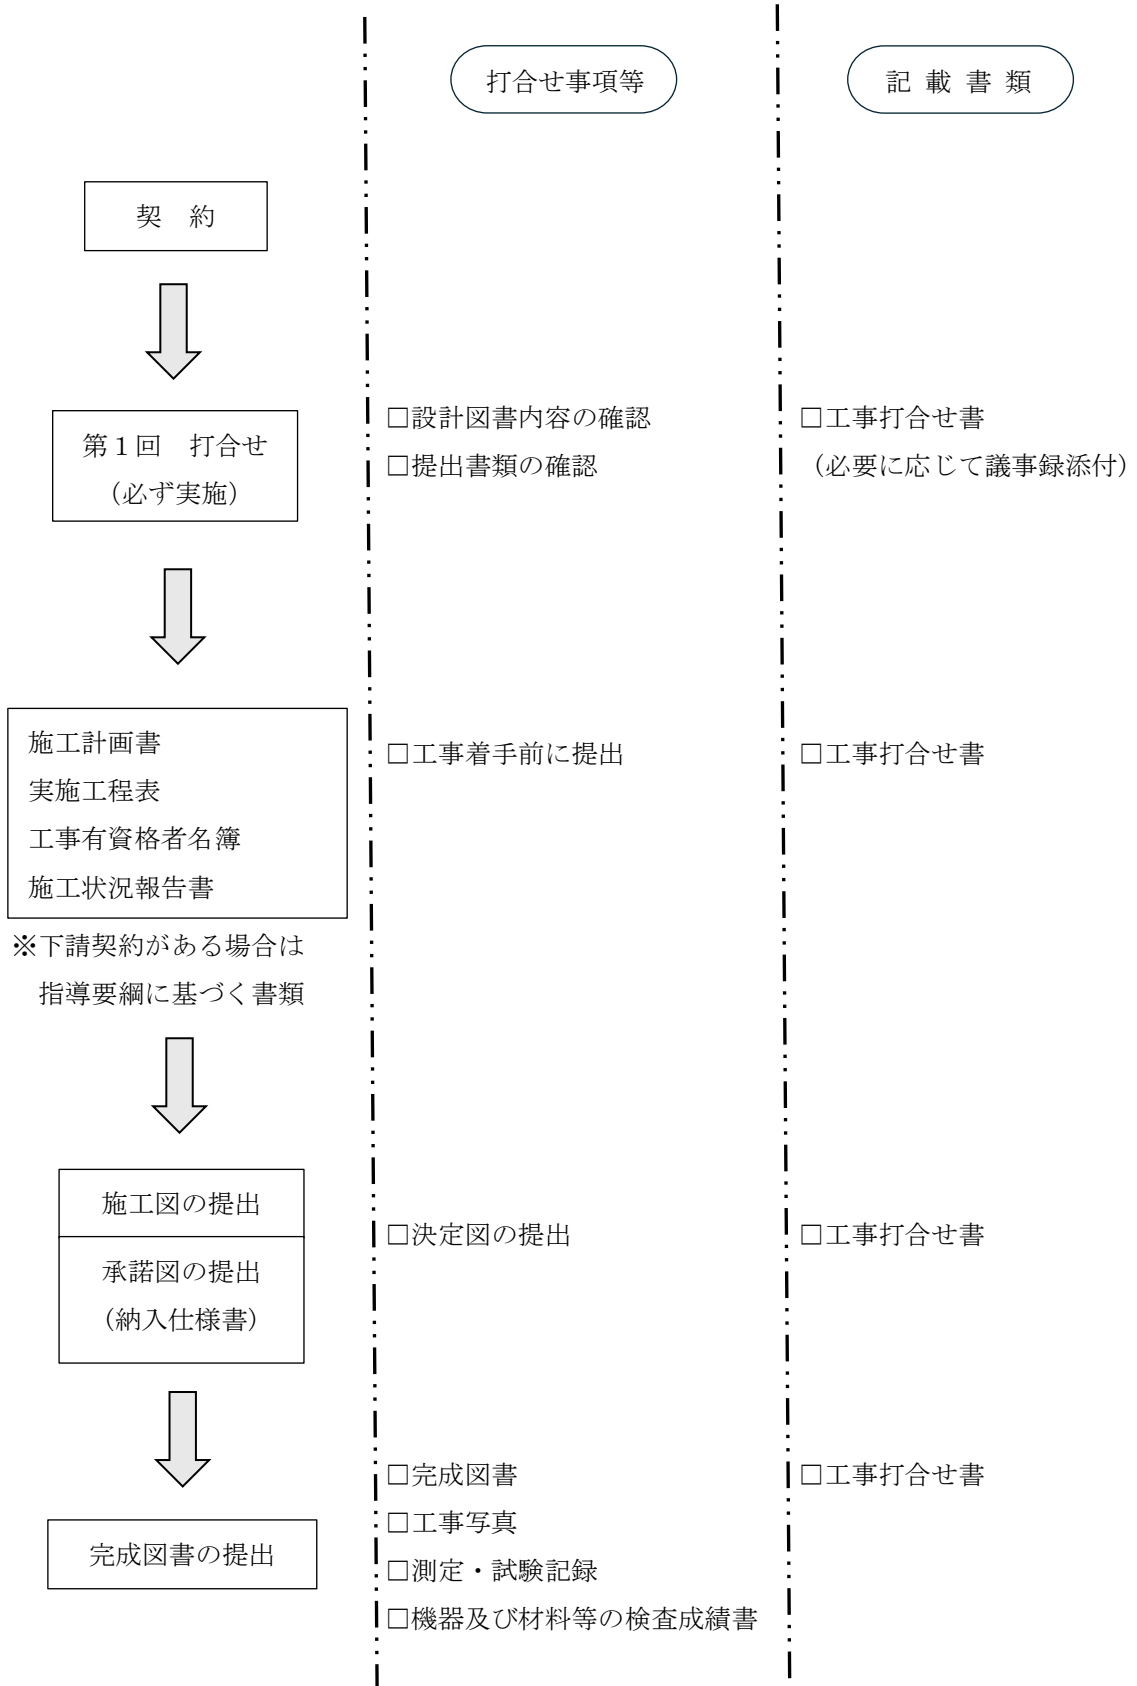 打合せ事項等
記 載 書 類
契　約
第１回　打合せ
（必ず実施）
□設計図書内容の確認
□提出書類の確認
□工事打合せ書
（必要に応じて議事録添付）
施工計画書
実施工程表
工事有資格者名簿
施工状況報告書
□工事着手前に提出
□工事打合せ書
※下請契約がある場合は
指導要綱に基づく書類
施工図の提出
承諾図の提出
（納入仕様書）
□決定図の提出
□工事打合せ書
完成図書の提出
□完成図書
□工事写真
□測定・試験記録
□機器及び材料等の検査成績書
□工事打合せ書